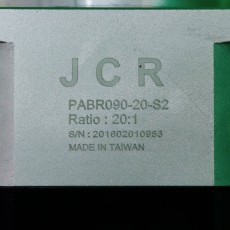 JCR
PABR090-20-S2
Ratio : 20:1
S/N : 201602010953
MADE IN TAIWAN